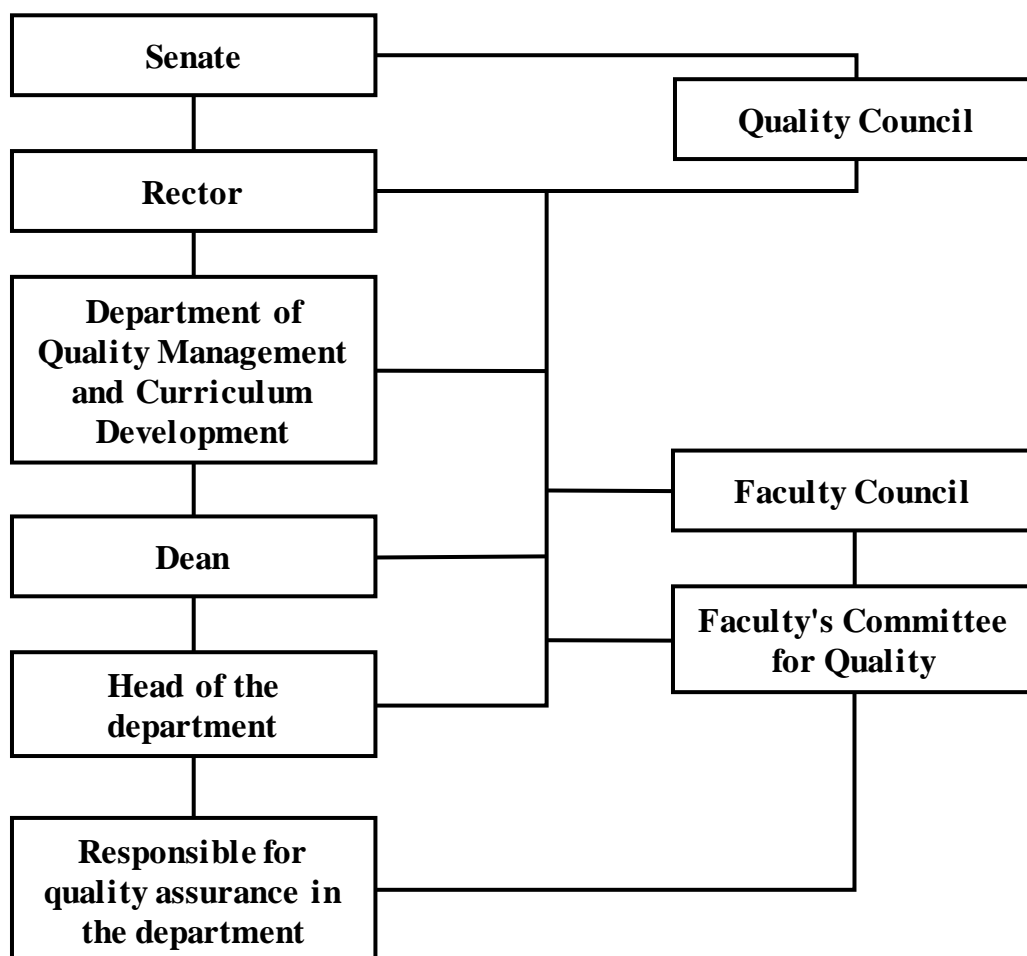 Senate
Quality Council
Rector
Department of
Quality Management
and Curriculum
Development
Faculty Council
Dean
Faculty's Committee
for Quality
Head of the
department
Responsible for
quality assurance in
the department